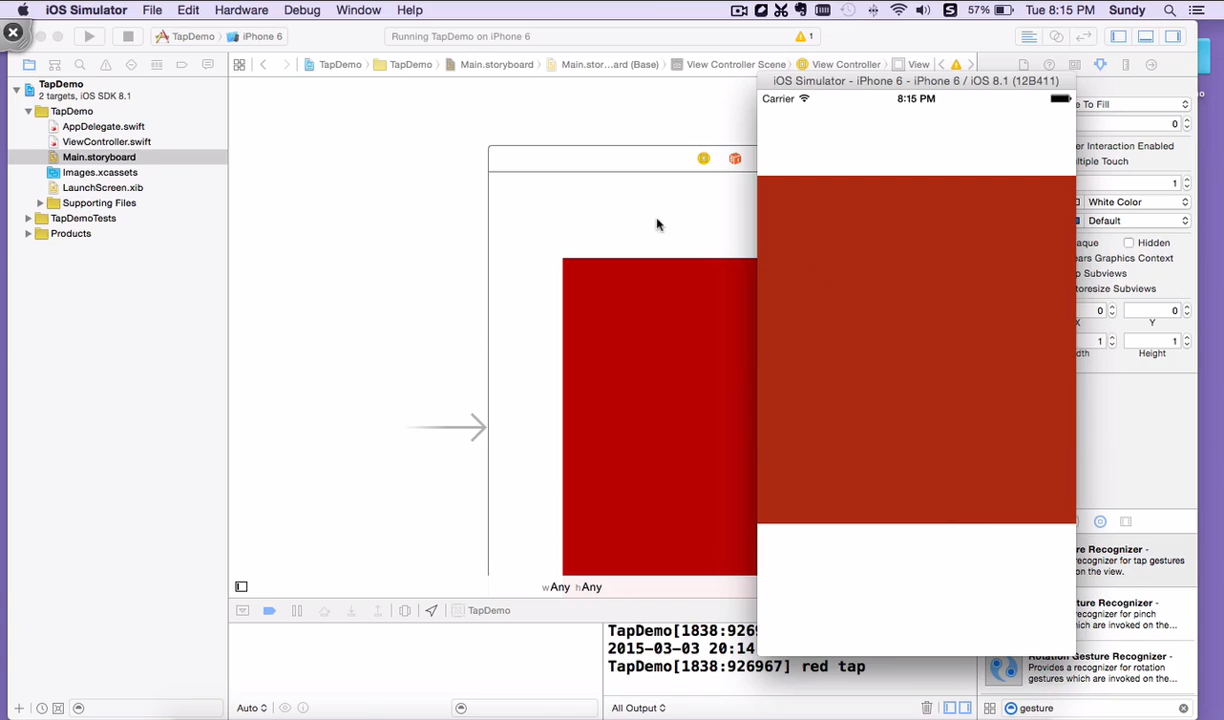 iOS Simulator File Edit Hardware Debug Window Help 57% Tue 8:15 PM Sundy
TapDemo iPhone 6 Running TapDemo on iPhone 6 1
TapDemo TapDemo Main.storyboard Main.stor...ard (Base) View Controller Scene View Controller View
TapDemo
2 targets, iOS SDK 8.1
TapDemo
AppDelegate.swift
ViewController.swift
Main.storyboard
Images.xcassets
LaunchScreen.xib
Supporting Files
TapDemoTests
Products
iOS Simulator - iPhone 6 - iPhone 6 / iOS 8.1 (12B411)
Carrier 8:15 PM
e To Fill
0
er Interaction Enabled
ultiple Touch
1
White Color
Default
aque Hidden
ears Graphics Context
p Subviews
toresize Subviews
0 0
X Y
1 1
dth Height
wAny hAny
TapDemo
TapDemo[1838:9269
2015-03-03 20:14
TapDemo[1838:926967] red tap
Auto
All Output
re Recognizer -
recognizer for tap gestures
on the view.
sture Recognizer -
recognizer for pinch
which are invoked on the...
Rotation Gesture Recognizer -
Provides a recognizer for rotation
gestures which are invoked on the...
gesture